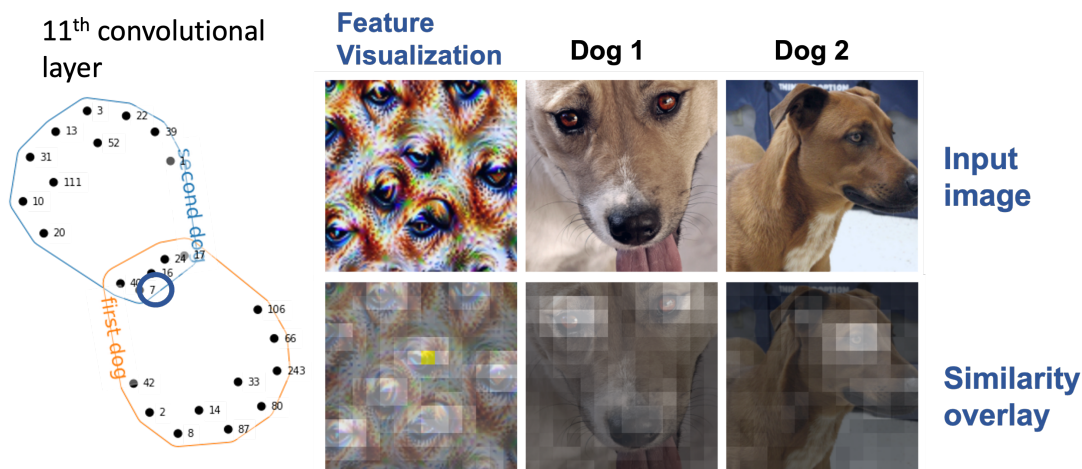 11th convolutional
layer
Feature
Visualization
Dog 1
Dog 2
3
22
13
39
52
31
1
111
10
20
second dog
24
17
16
40
7
first dog
106
66
243
42
33
2
14
80
8
87
Input
image
Similarity
overlay